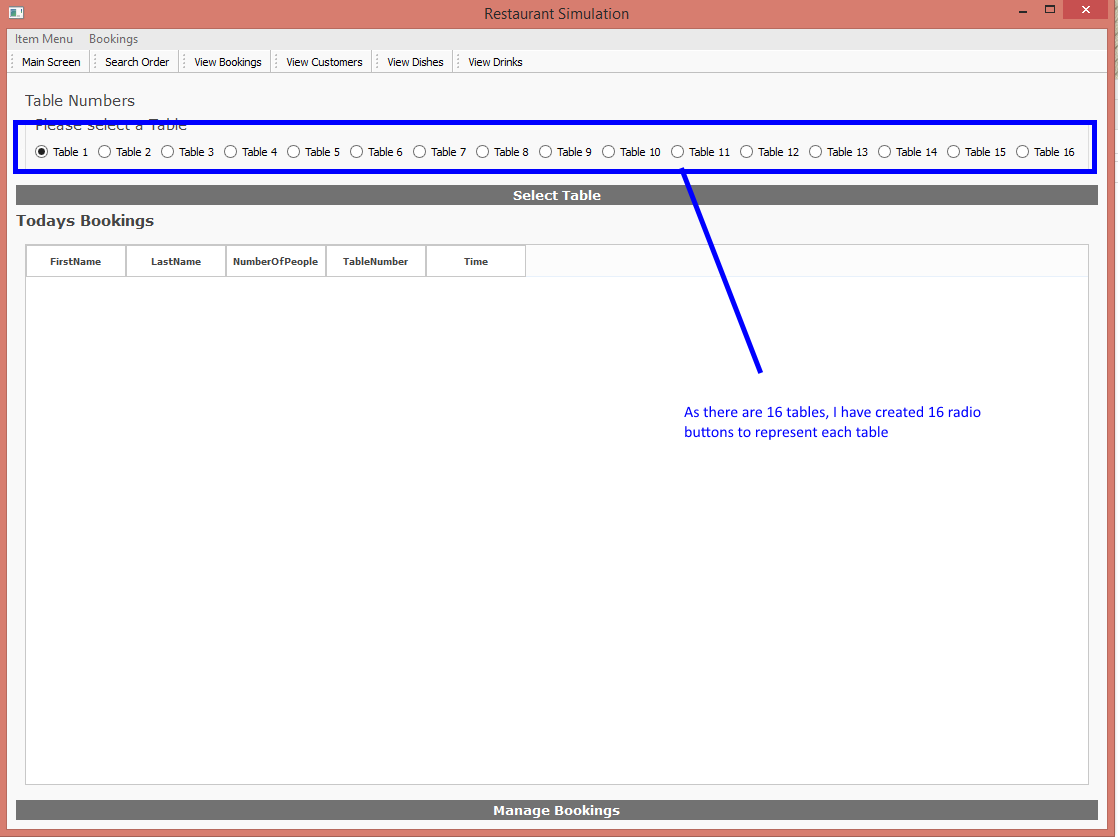 Restaurant Simulation
Item Menu Bookings
Main Screen Search Order View Bookings View Customers View Dishes View Drinks
Table Numbers
Please select a Table
Table 1 Table 2 Table 3 Table 4 Table 5 Table 6 Table 7 Table 8 Table 9 Table 10 Table 11 Table 12 Table 13 Table 14 Table 15 Table 16
Select Table
Todays Bookings
FirstName LastName NumberOfPeople TableNumber Time
As there are 16 tables, I have created 16 radio
buttons to represent each table
Manage Bookings